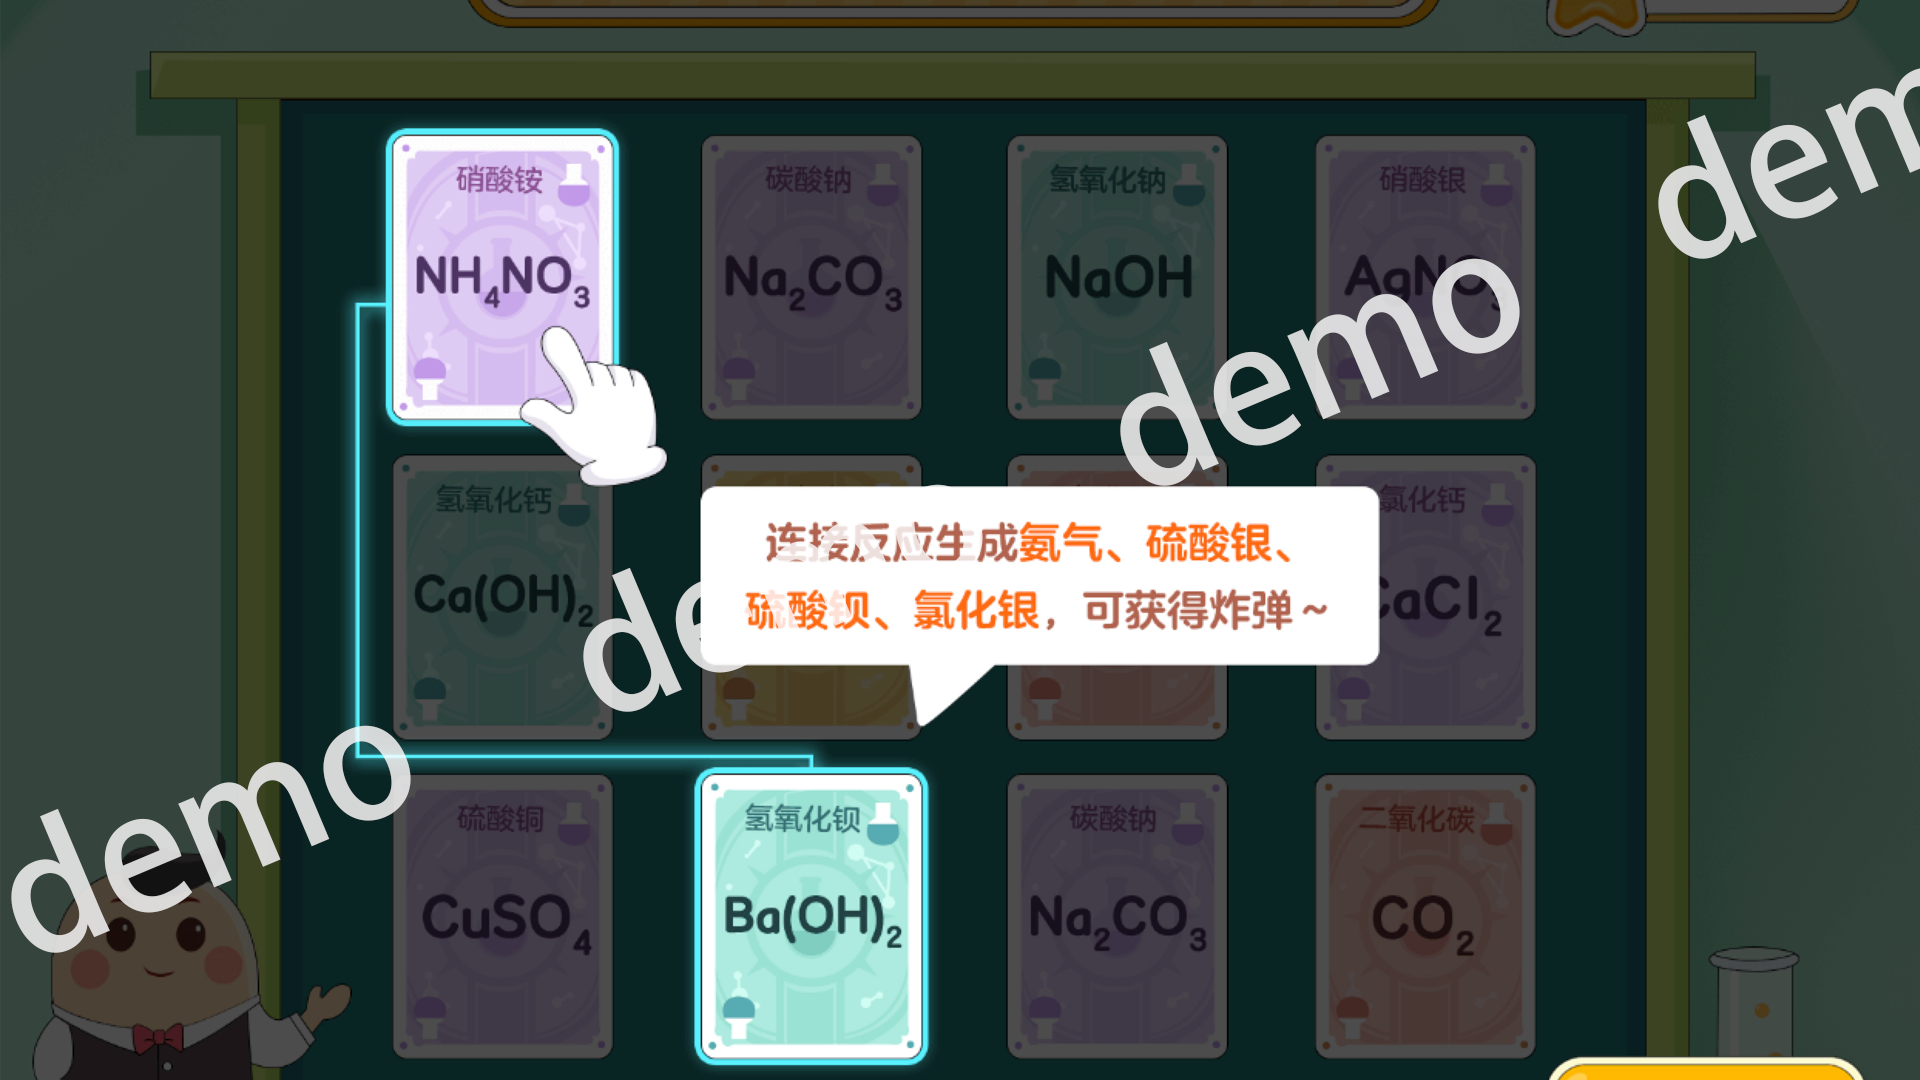 硝酸铵
NH₄NO₃
碳酸钠
Na₂CO₃
氢氧化钠
NaOH
硝酸银
AgNO₃
氢氧化钙
Ca(OH)₂
连接反应生成氨气、硫酸银、
硫酸钡、氯化银，可获得炸弹～
氯化钙
CaCl₂
硫酸铜
CuSO₄
氢氧化钡
Ba(OH)₂
碳酸钠
Na₂CO₃
二氧化碳
CO₂
demo
demo
demo